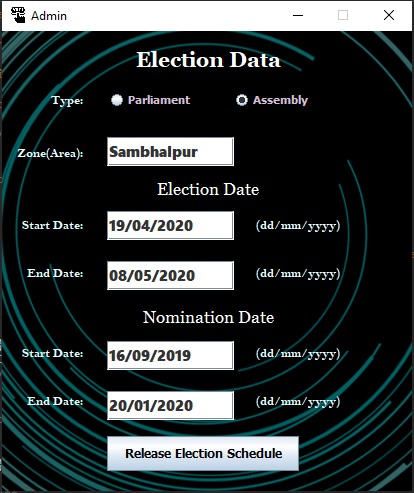 Admin
Election Data
Type: Parliament Assembly
Zone(Area): Sambhalpur
Election Date
Start Date: 19/04/2020 (dd/mm/yyyy)
End Date: 08/05/2020 (dd/mm/yyyy)
Nomination Date
Start Date: 16/09/2019 (dd/mm/yyyy)
End Date: 20/01/2020 (dd/mm/yyyy)
Release Election Schedule